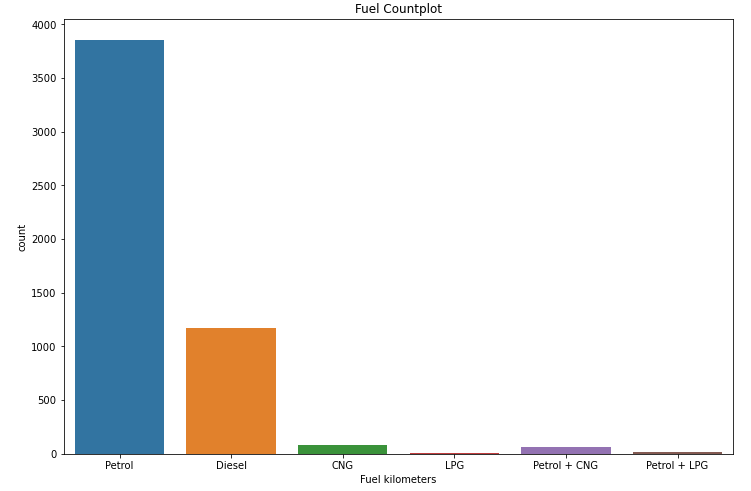 Fuel Countplot
4000
3500
3000
2500
2000
1500
1000
500
0
count
Petrol Diesel CNG LPG Petrol + CNG Petrol + LPG
Fuel kilometers